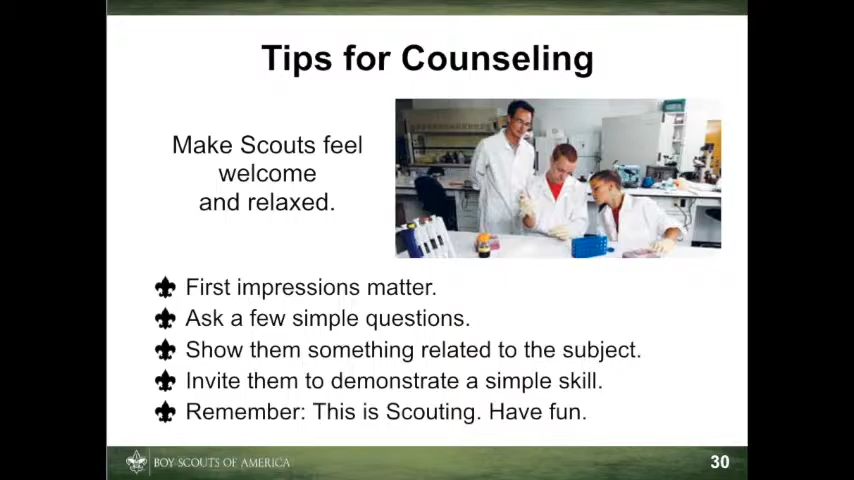 Tips for Counseling
Make Scouts feel
welcome
and relaxed.
First impressions matter.
Ask a few simple questions.
Show them something related to the subject.
Invite them to demonstrate a simple skill.
Remember: This is Scouting. Have fun.
BOY SCOUTS OF AMERICA
30